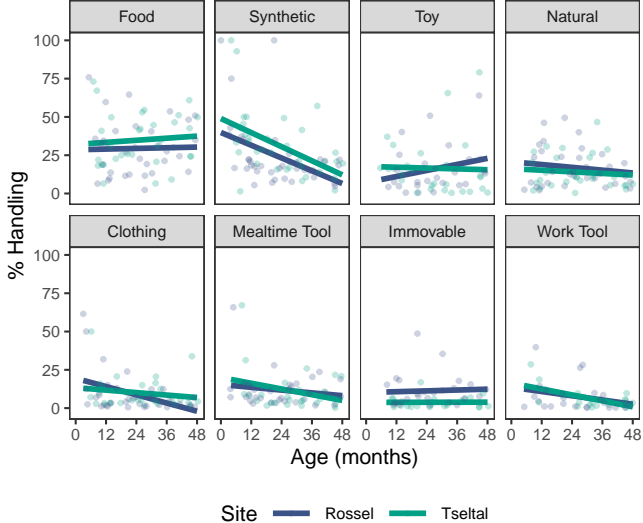 Food Synthetic Toy Natural
100
75
50
25
0
Clothing Mealtime Tool Immovable Work Tool
100
75
50
25
0
0 12 24 36 48 0 12 24 36 48 0 12 24 36 48 0 12 24 36 48
% Handling
Age (months)
Site Rossel Tseltal